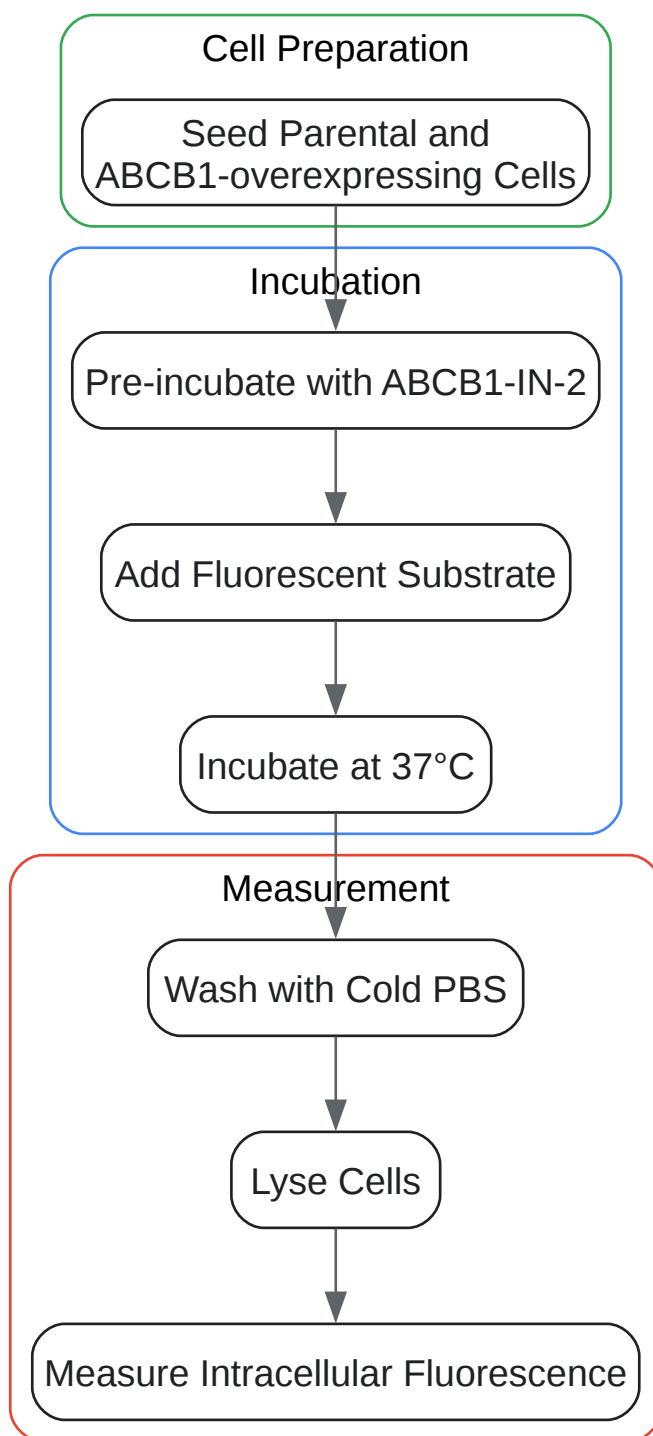 Cell Preparation
Seed Parental and
ABCB1-overexpressing Cells
Incubation
Pre-incubate with ABCB1-IN-2
Add Fluorescent Substrate
Incubate at 37°C
Measurement
Wash with Cold PBS
Lyse Cells
Measure Intracellular Fluorescence